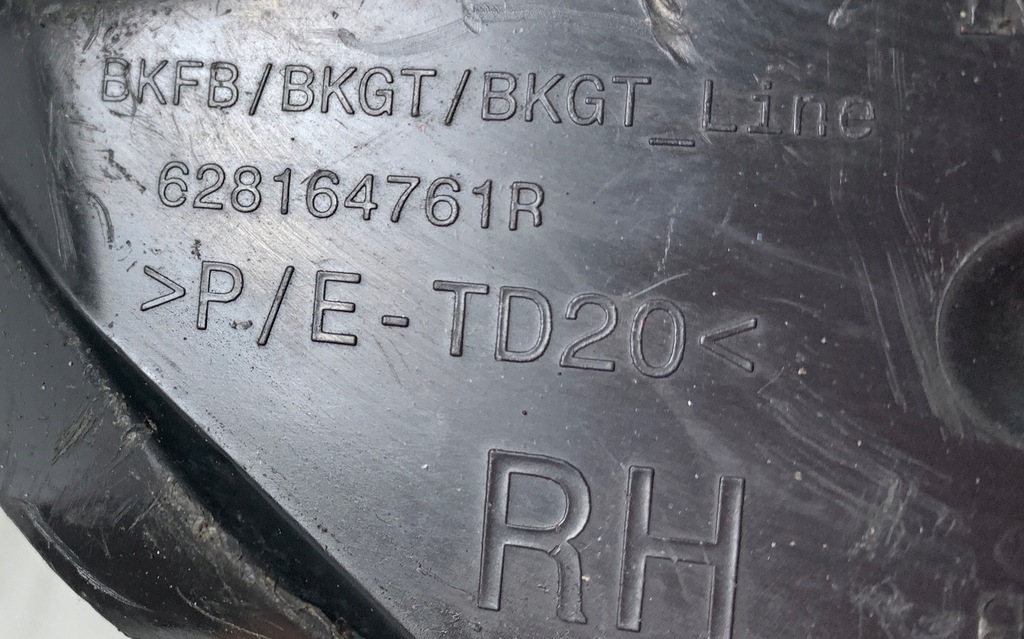 BKFB/BKGT/BKGT_Line
628164761R
>P/E-TD20<
RH